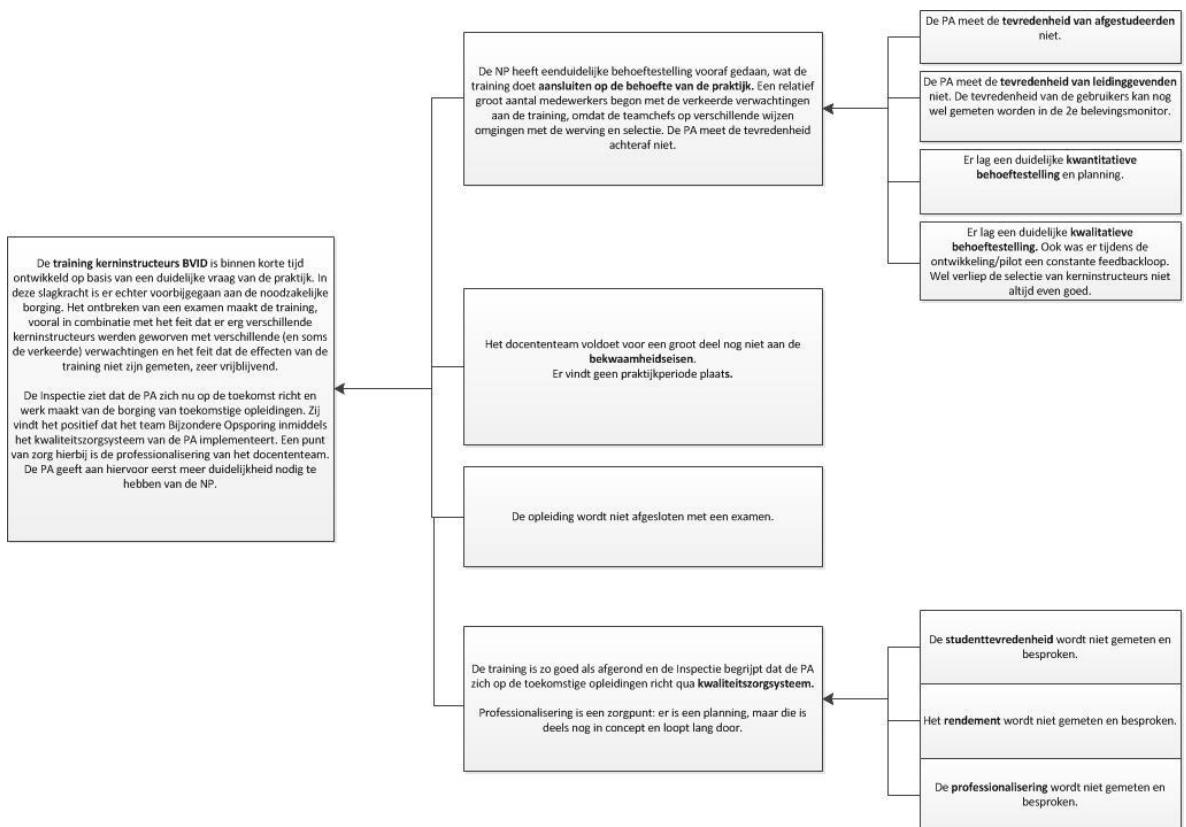 De training kerninstructeurs BVID is binnen korte tijd
ontwikkeld op basis van een duidelijke vraag van de praktijk. In
deze slagkracht is er echter voorbijgegaan aan de noodzakelijke
borging. Het ontbreken van een examen maakt de training,
vooral in combinatie met het feit dat er erg verschillende
kerninstructeurs werden geworven met verschillende (en soms
de verkeerde) verwachtingen en het feit dat de effecten van de
training niet zijn gemeten, zeer vrijblijvend.
De Inspectie ziet dat de PA zich nu op de toekomst richt en
werk maakt van de borging van toekomstige opleidingen. Zij
vindt het positief dat het team Bijzondere Opsporing inmiddels
het kwaliteitszorgsysteem van de PA implementeert. Een punt
van zorg hierbij is de professionalisering van het docententeam.
De PA geeft aan hiervoor eerst meer duidelijkheid nodig te
hebben van de NP.
De NP heeft eenduidelijke behoeftestelling vooraf gedaan, wat de
training doet aansluiten op de behoefte van de praktijk. Een relatief
groot aantal medewerkers begon met de verkeerde verwachtingen
aan de training, omdat de teamchefs op verschillende wijzen
omgingen met de werving en selectie. De PA meet de tevredenheid
achteraf niet.
De PA meet de tevredenheid van afgestudeerden
niet.
De PA meet de tevredenheid van leidinggevenden
niet. De tevredenheid van de gebruikers kan nog
wel gemeten worden in de 2e belevingsmonitor.
Er lag een duidelijke kwantitatieve
behoeftestelling en planning.
Er lag een duidelijke kwalitatieve
behoeftestelling. Ook was er tijdens de
ontwikkeling/pilot een constante feedbackloop.
Wel verliep de selectie van kerninstructeurs niet
altijd even goed.
Het docententeam voldoet voor een groot deel nog niet aan de
bekwaamheidseisen.
Er vindt geen praktijkperiode plaats.
De opleiding wordt niet afgesloten met een examen.
De training is zo goed als afgerond en de Inspectie begrijpt dat de PA
zich op de toekomstige opleidingen richt qua kwaliteitszorgsysteem.
Professionalisering is een zorgpunt: er is een planning, maar die is
deels nog in concept en loopt lang door.
De studenttevredenheid wordt niet gemeten en
besproken.
Het rendement wordt niet gemeten en besproken.
De professionalisering wordt niet gemeten en
besproken.